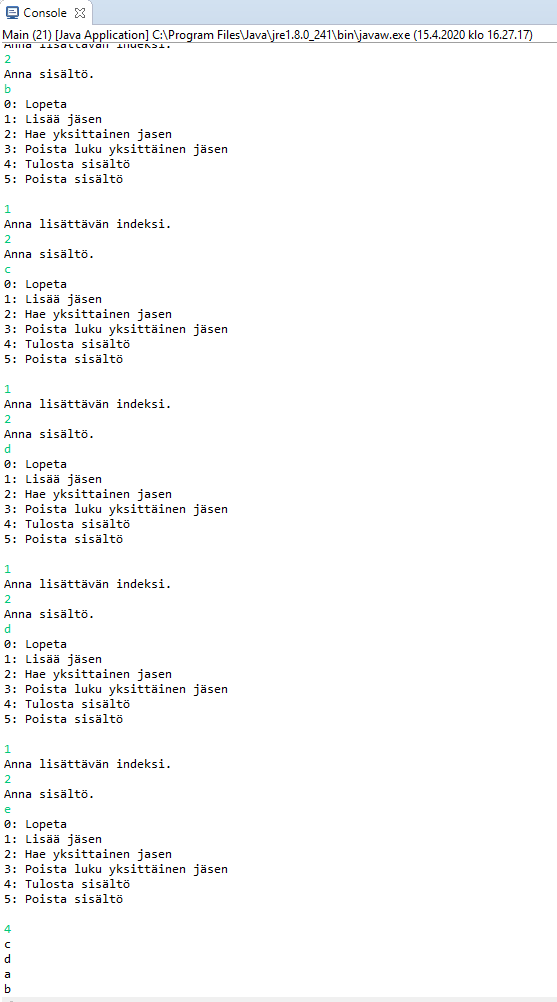 Console
Main (21) [Java Application] C:\Program Files\Java\jre1.8.0_241\bin\javaw.exe (15.4.2020 klo 16.27.17)
Anna lisättävän indeksi.
2
Anna sisältö.
b
0: Lopeta
1: Lisää jäsen
2: Hae yksittainen jasen
3: Poista luku yksittäinen jäsen
4: Tulosta sisältö
5: Poista sisältö
1
Anna lisättävän indeksi.
2
Anna sisältö.
c
0: Lopeta
1: Lisää jäsen
2: Hae yksittainen jasen
3: Poista luku yksittäinen jäsen
4: Tulosta sisältö
5: Poista sisältö
1
Anna lisättävän indeksi.
2
Anna sisältö.
d
0: Lopeta
1: Lisää jäsen
2: Hae yksittainen jasen
3: Poista luku yksittäinen jäsen
4: Tulosta sisältö
5: Poista sisältö
1
Anna lisättävän indeksi.
2
Anna sisältö.
d
0: Lopeta
1: Lisää jäsen
2: Hae yksittainen jasen
3: Poista luku yksittäinen jäsen
4: Tulosta sisältö
5: Poista sisältö
1
Anna lisättävän indeksi.
2
Anna sisältö.
e
0: Lopeta
1: Lisää jäsen
2: Hae yksittainen jasen
3: Poista luku yksittäinen jäsen
4: Tulosta sisältö
5: Poista sisältö
4
c
d
a
b